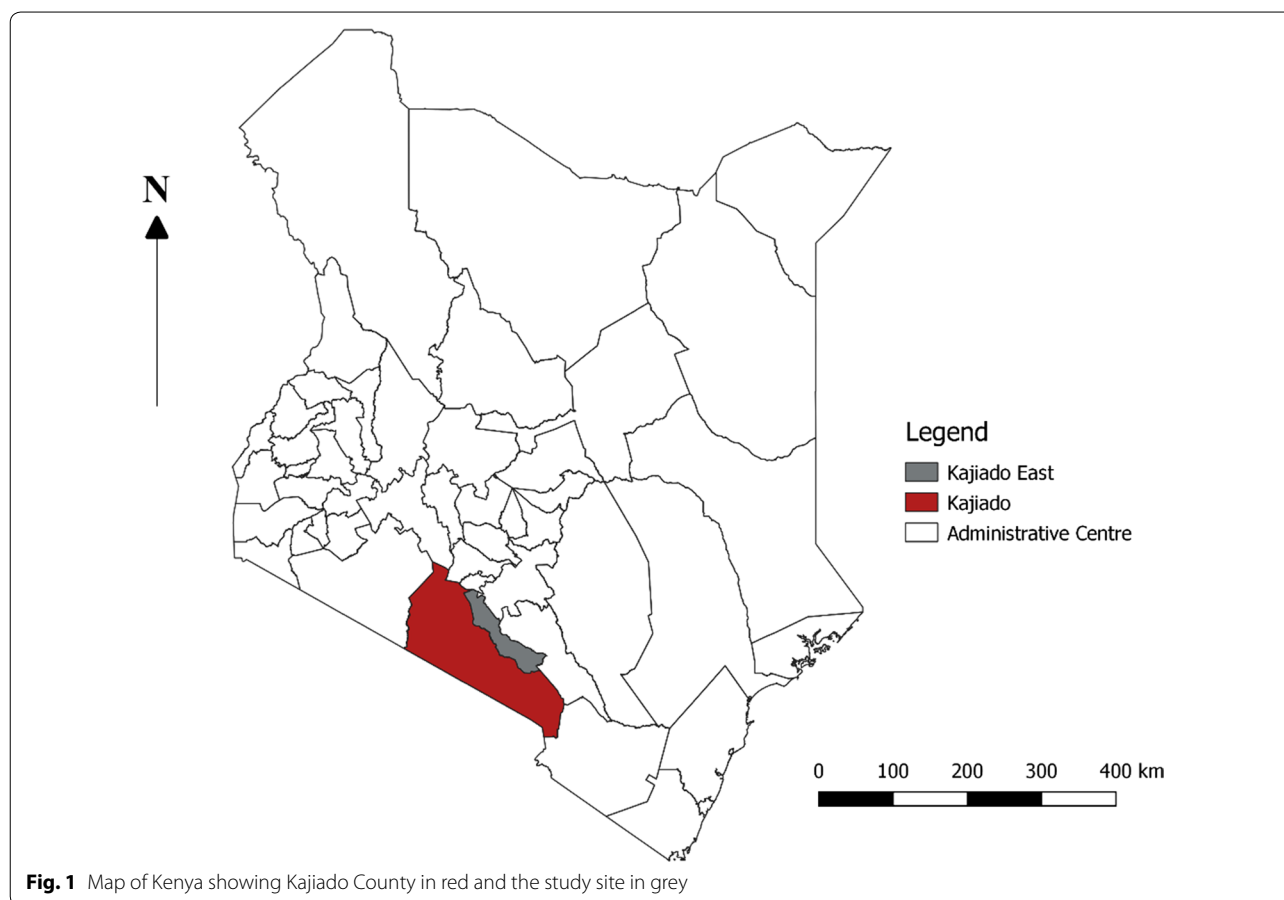 N
Legend
Kajiado East
Kajiado
Administrative Centre
0 100 200 300 400 km
Fig. 1 Map of Kenya showing Kajiado County in red and the study site in grey